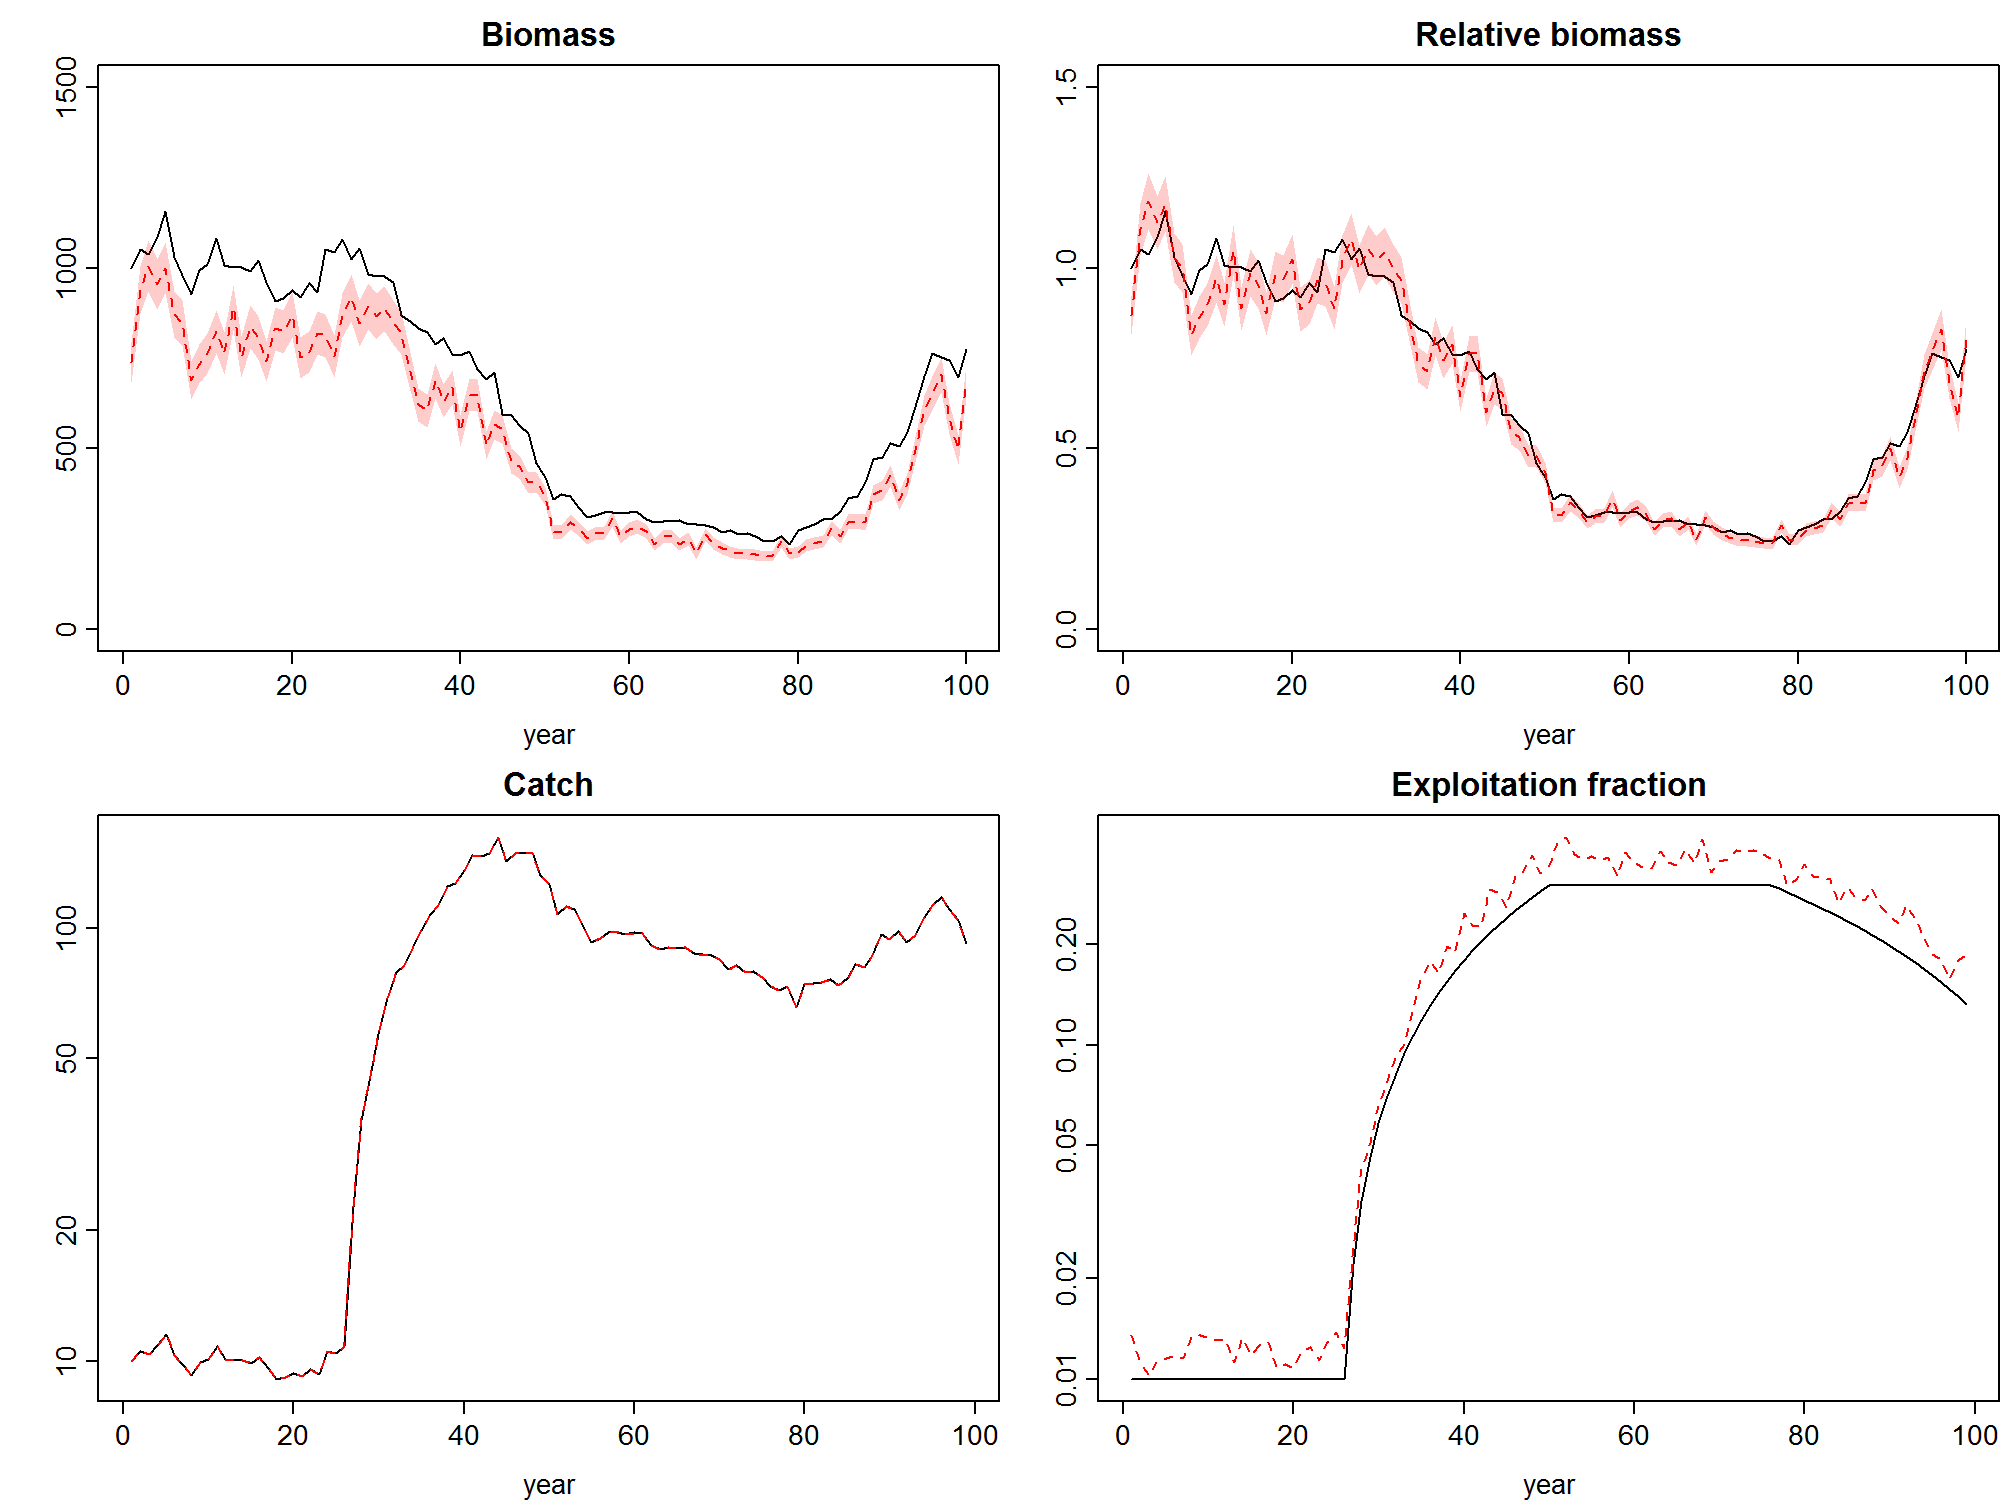 Biomass
1500
1000
500
0
0 20 40 60 80 100
year
Relative biomass
1.5
1.0
0.5
0.0
0 20 40 60 80 100
year
Catch
100
50
20
10
0 20 40 60 80 100
year
Exploitation fraction
0.20
0.10
0.05
0.02
0.01
0 20 40 60 80 100
year